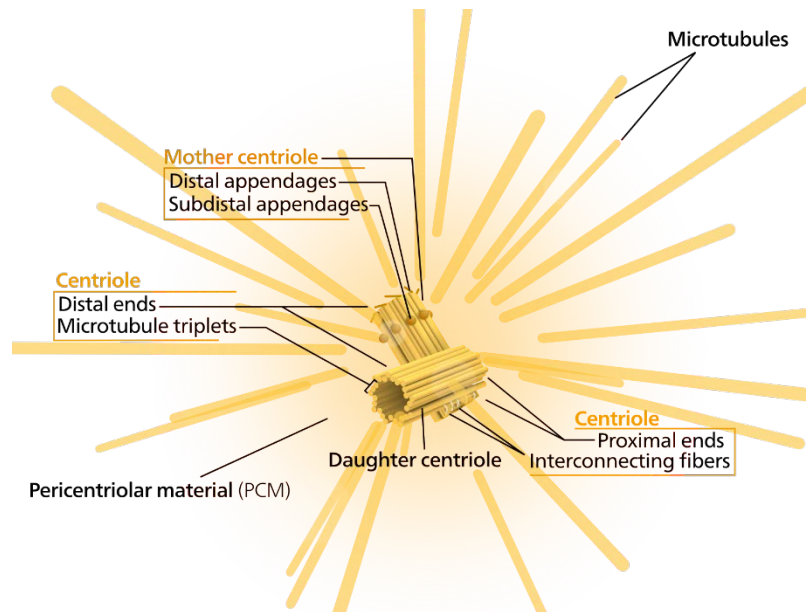 Microtubules
Mother centriole
Distal appendages
Subdistal appendages
Centriole
Distal ends
Microtubule triplets
Centriole
Proximal ends
Interconnecting fibers
Daughter centriole
Pericentriolar material (PCM)